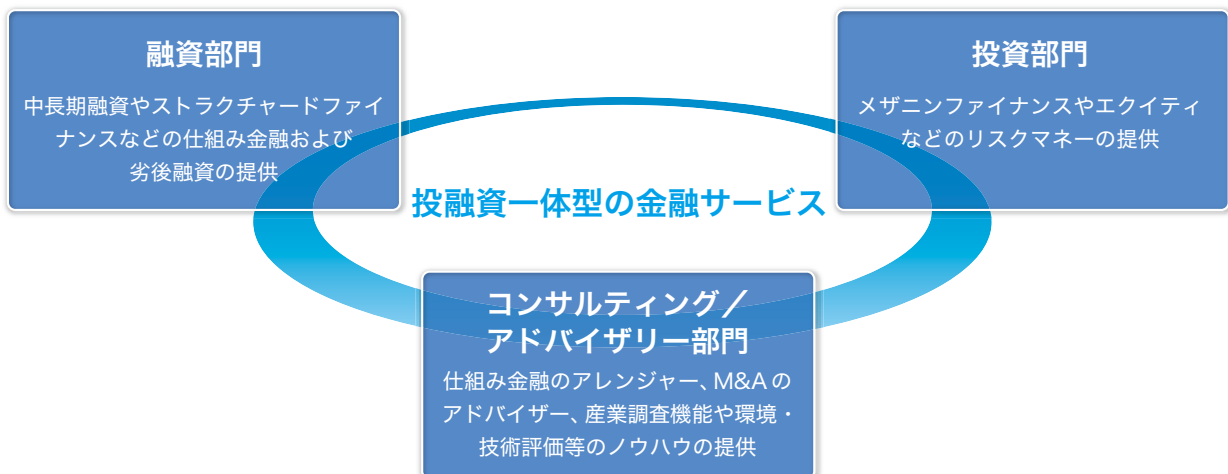 融資部門
中長期融資やストラクチャードファイ
ナンスなどの仕組み金融および
劣後融資の提供
投資部門
メザニンファイナンスやエクイティ
などのリスクマネーの提供
投融資一体型の金融サービス
コンサルティング／
アドバイザリー部門
仕組み金融のアレンジャー、M&Aの
アドバイザー、産業調査機能や環境・
技術評価等のノウハウの提供